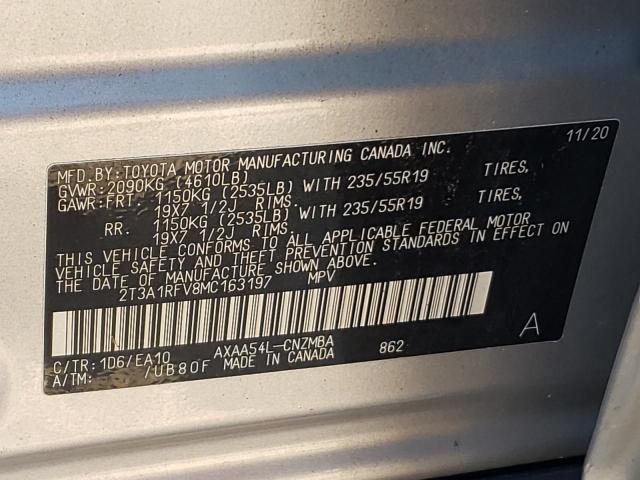 MFD.BY:TOYOTA MOTOR MANUFACTURING CANADA INC. 11/20
GVWR:2090KG (4610LB)
GAWR:FRT. 1150KG (2535LB) WITH 235/55R19 TIRES,
19X7 1/2J RIMS.
RR. 1150KG (2535LB) WITH 235/55R19 TIRES,
19X7 1/2J RIMS.
THIS VEHICLE CONFORMS TO ALL APPLICABLE FEDERAL MOTOR
VEHICLE SAFETY AND THEFT PREVENTION STANDARDS IN EFFECT ON
THE DATE OF MANUFACTURE SHOWN ABOVE.
2T3A1RFV8MC163197 MPV
A
C/TR:1D6/EA10 AXAA54L-CNZMBA 862
A/TM: /UB80F MADE IN CANADA